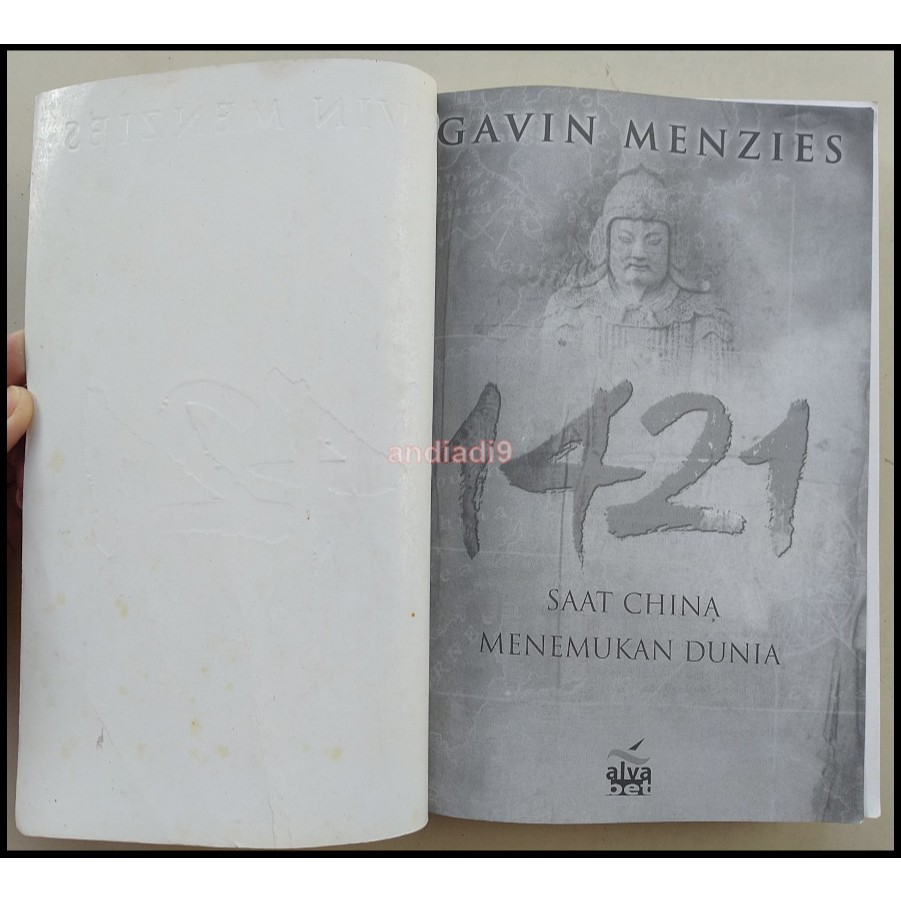 GAVIN MENZIES
1421
andiadi9
SAAT CHINA
MENEMUKAN DUNIA
alva
bet